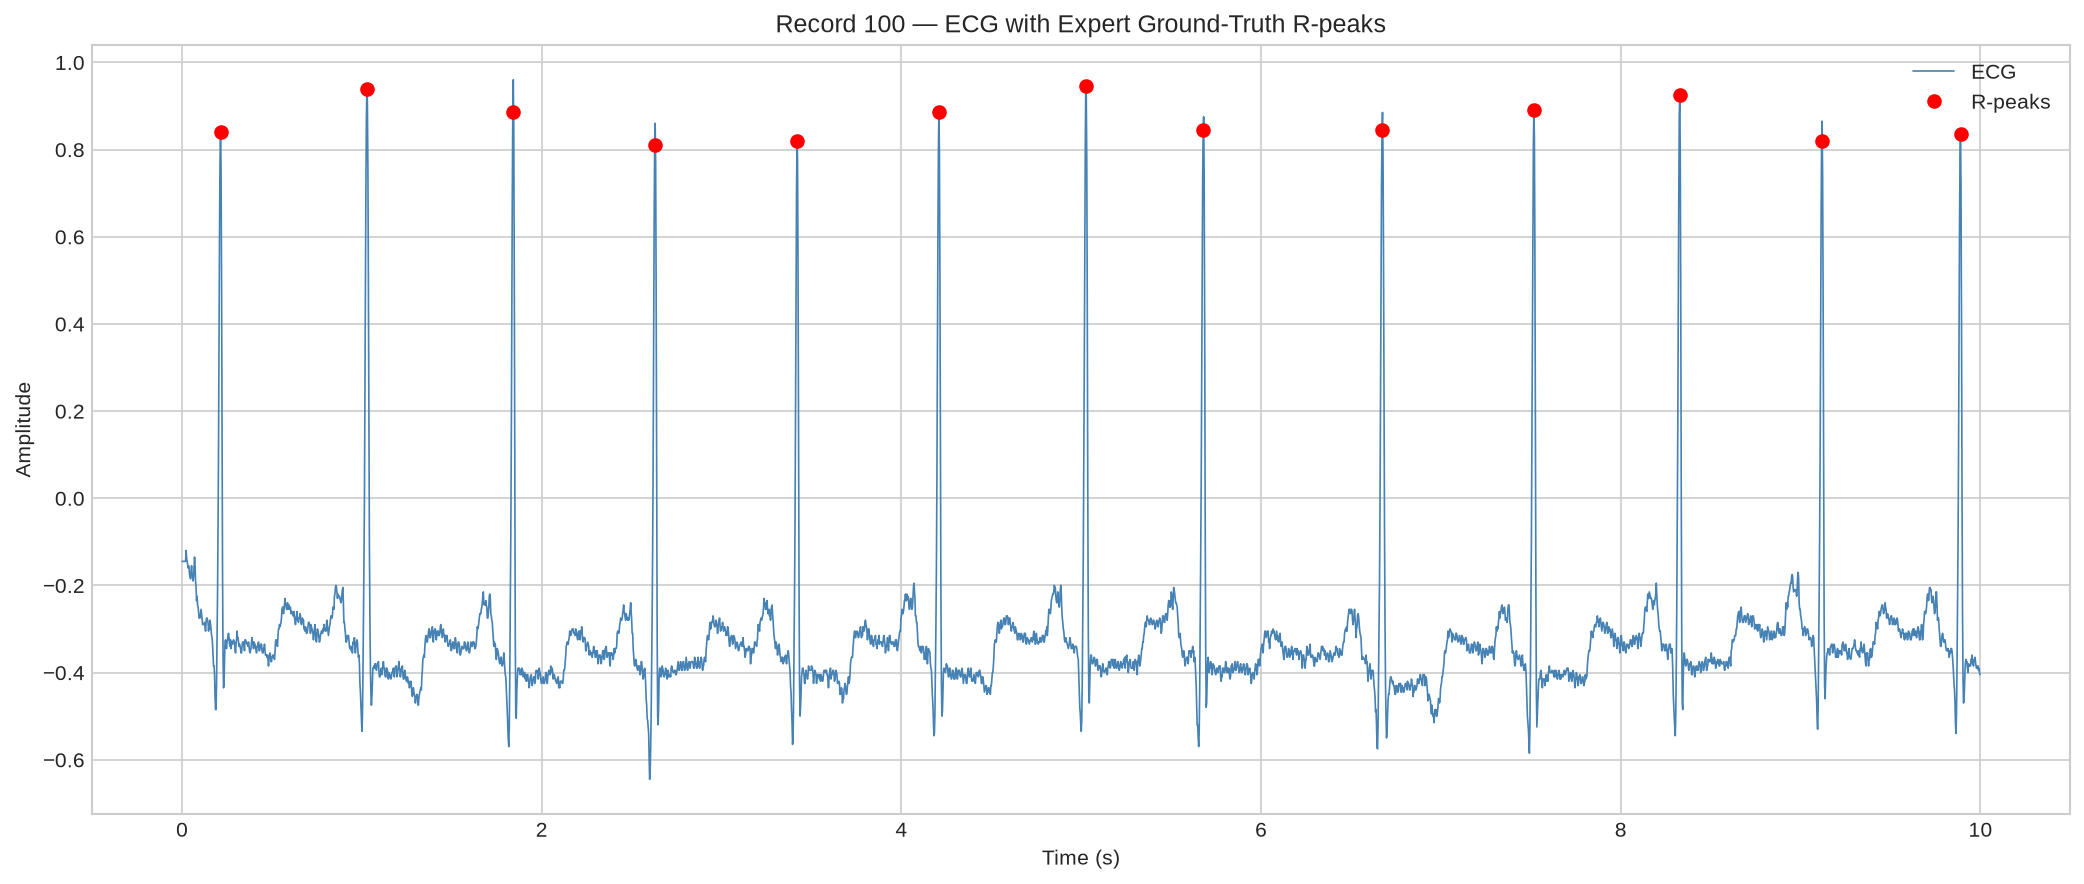 Record 100 — ECG with Expert Ground-Truth R-peaks
ECG
R-peaks
1.0
0.8
0.6
0.4
0.2
0.0
−0.2
−0.4
−0.6
Amplitude
0 2 4 6 8 10
Time (s)